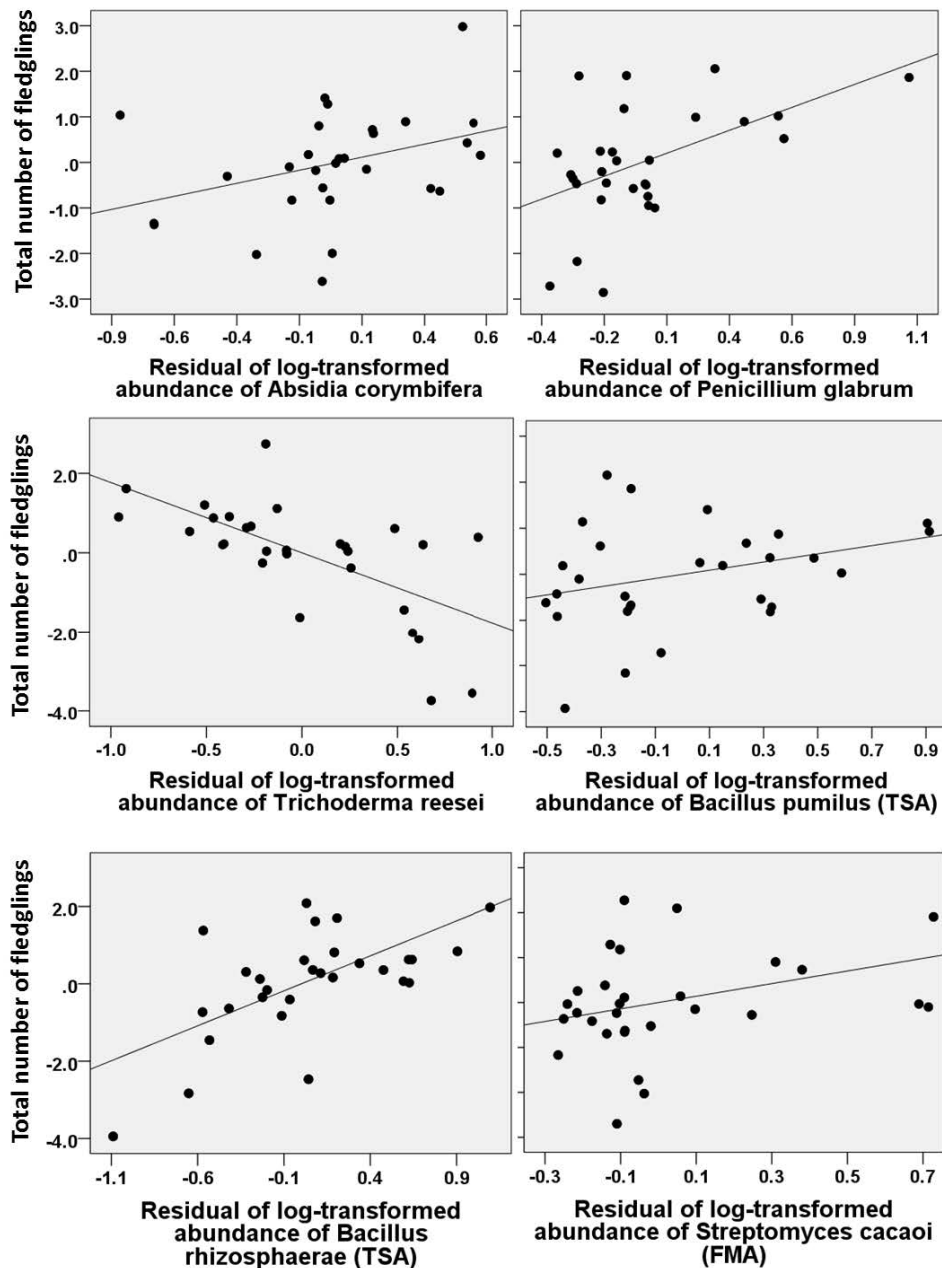 Total number of fledglings
3.0
2.0
1.0
.0
-1.0
-2.0
-3.0
-0.9 -0.6 -0.4 -0.1 0.1 0.4 0.6
Residual of log-transformed
abundance of Absidia corymbifera
-0.4 -0.2 0.1 0.4 0.6 0.9 1.1
Residual of log-transformed
abundance of Penicillium glabrum
Total number of fledglings
2.0
.0
-2.0
-4.0
-1.0 -0.5 0.0 0.5 1.0
Residual of log-transformed
abundance of Trichoderma reesei
-0.5 -0.3 -0.1 0.1 0.3 0.5 0.7 0.9
Residual of log-transformed
abundance of Bacillus pumilus (TSA)
Total number of fledglings
2.0
.0
-2.0
-4.0
-1.1 -0.6 -0.1 0.4 0.9
Residual of log-transformed
abundance of Bacillus
rhizosphaerae (TSA)
-0.3 -0.1 0.1 0.3 0.5 0.7
Residual of log-transformed
abundance of Streptomyces cacaoi
(FMA)